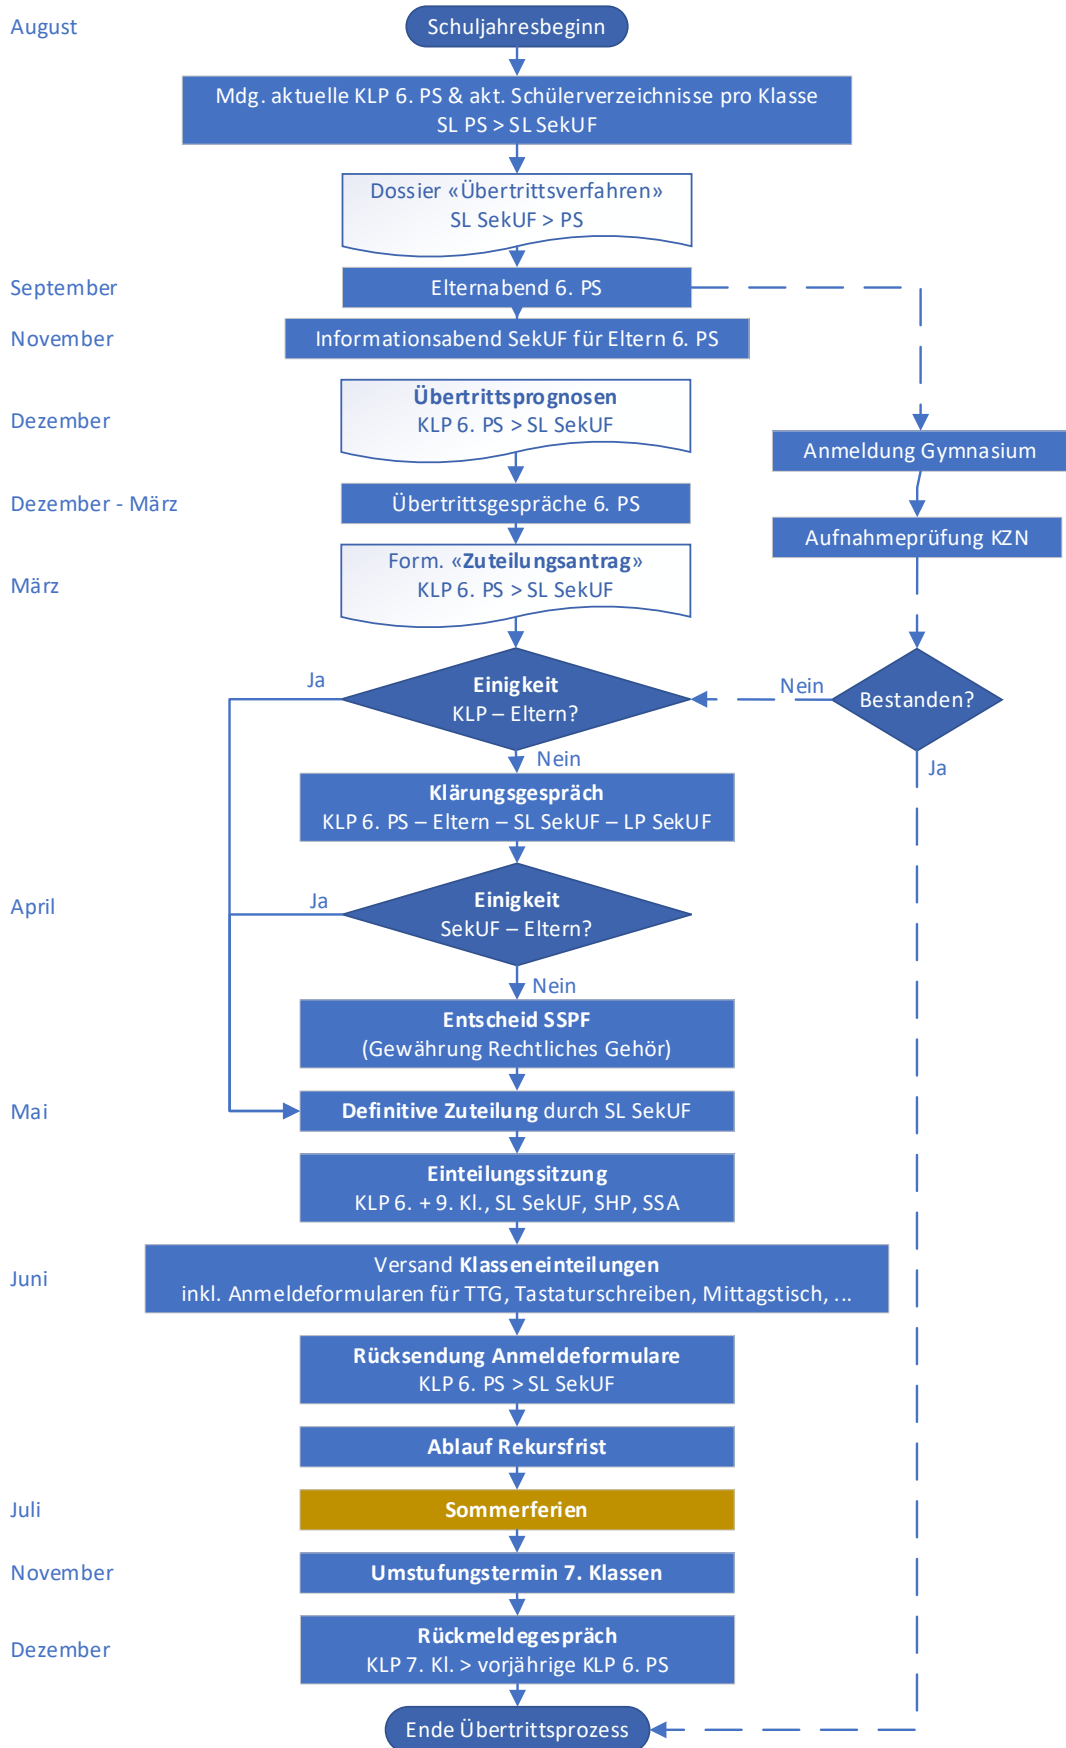 August
Schuljahresbeginn
Mdg. aktuelle KLP 6. PS & akt. Schülerverzeichnisse pro Klasse
SL PS > SL SekUF
Dossier «Übertrittsverfahren»
SL SekUF > PS
September
Elternabend 6. PS
November
Informationsabend SekUF für Eltern 6. PS
Dezember
Übertrittsprognosen
KLP 6. PS > SL SekUF
Anmeldung Gymnasium
Dezember - März
Übertrittsgespräche 6. PS
Aufnahmeprüfung KZN
März
Form. «Zuteilungsantrag»
KLP 6. PS > SL SekUF
Ja
Einigkeit
KLP – Eltern?
Nein
Bestanden?
Nein
Ja
Klärungsgespräch
KLP 6. PS – Eltern – SL SekUF – LP SekUF
April
Ja
Einigkeit
SekUF – Eltern?
Nein
Entscheid SSPF
(Gewährung Rechtliches Gehör)
Mai
Definitive Zuteilung durch SL SekUF
Einteilungssitzung
KLP 6. + 9. Kl., SL SekUF, SHP, SSA
Juni
Versand Klasseneinteilungen
inkl. Anmeldeformularen für TTG, Tastaturschreiben, Mittagstisch, ...
Rücksendung Anmeldeformulare
KLP 6. PS > SL SekUF
Ablauf Rekursfrist
Juli
Sommerferien
November
Umstufungstermin 7. Klassen
Dezember
Rückmeldegespräch
KLP 7. Kl. > vorjährige KLP 6. PS
Ende Übertrittsprozess